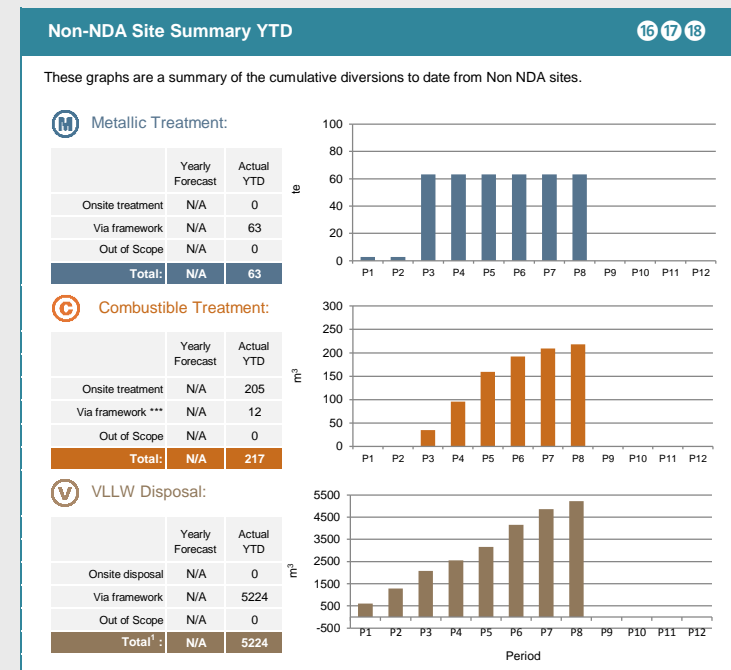 Non-NDA Site Summary YTD
16 17 18
These graphs are a summary of the cumulative diversions to date from Non NDA sites.
M Metallic Treatment:
Yearly Forecast Actual YTD
Onsite treatment N/A 0
Via framework N/A 63
Out of Scope N/A 0
Total: N/A 63
te
100
80
60
40
20
0
P1 P2 P3 P4 P5 P6 P7 P8 P9 P10 P11 P12
C Combustible Treatment:
Yearly Forecast Actual YTD
Onsite treatment N/A 205
Via framework *** N/A 12
Out of Scope N/A 0
Total: N/A 217
m³
300
250
200
150
100
50
0
P1 P2 P3 P4 P5 P6 P7 P8 P9 P10 P11 P12
V VLLW Disposal:
Yearly Forecast Actual YTD
Onsite disposal N/A 0
Via framework N/A 5224
Out of Scope N/A 0
Total¹ : N/A 5224
m³
5500
4500
3500
2500
1500
500
-500
P1 P2 P3 P4 P5 P6 P7 P8 P9 P10 P11 P12
Period